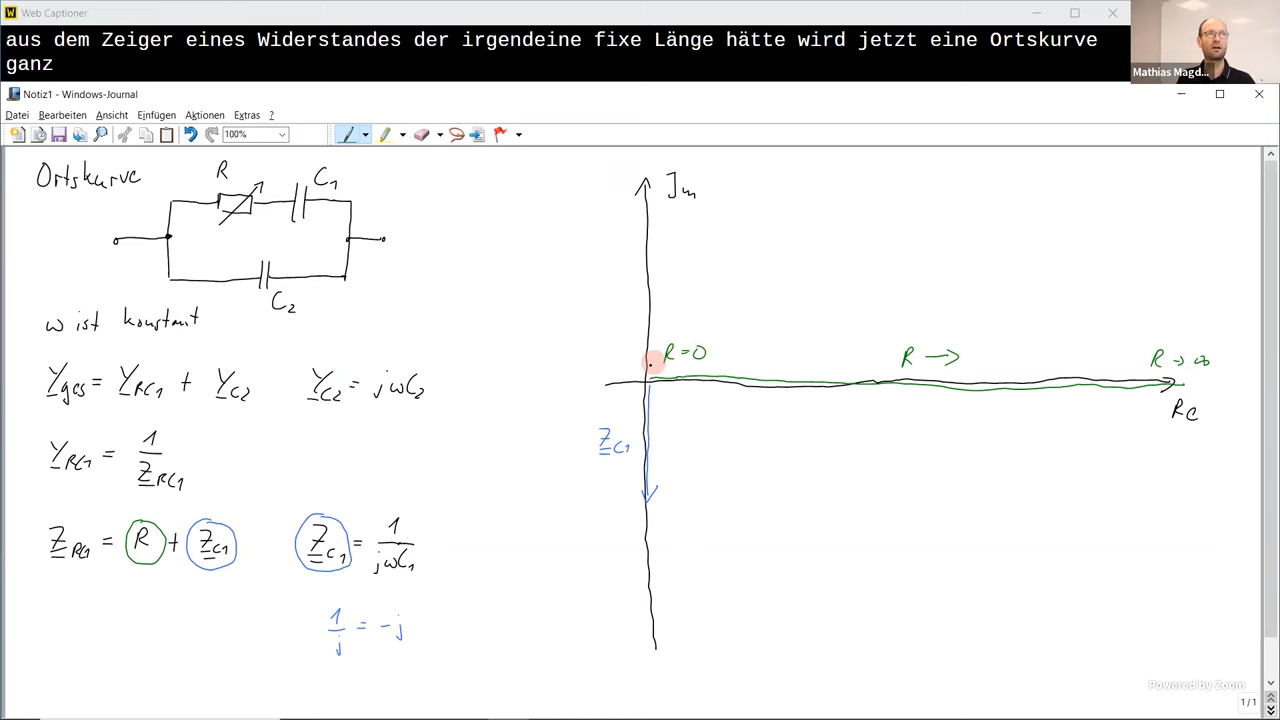 Web Captioner
aus dem Zeiger eines Widerstandes der irgendeine fixe Länge hätte wird jetzt eine Ortskurve
ganz
Mathias Magd...
Notiz1 - Windows-Journal
Datei Bearbeiten Ansicht Einfügen Aktionen Extras ?
100%
Ortskurve
R
C1
C2
ω ist konstant
Yges = YRC1 + YC2 YC2 = jωC2
YRC1 = 1/ZRC1
ZRC1 = R + ZC1 ZC1 = 1/jωC1
1/j = -j
Im
R=0
R →
R → ∞
Re
ZC1
Powered by Zoom
1 / 1